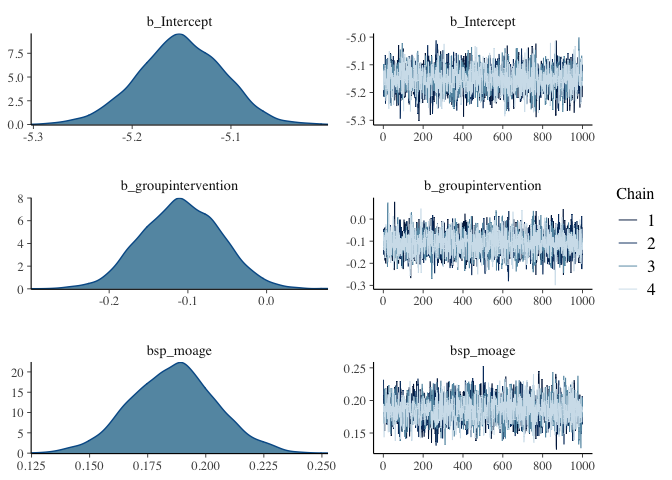 b_Intercept
7.5
5.0
2.5
0.0
-5.3 -5.2 -5.1
b_Intercept
-5.0
-5.1
-5.2
-5.3
0 200 400 600 800 1000
b_groupintervention
8
6
4
2
0
-0.2 -0.1 0.0
b_groupintervention
0.0
-0.1
-0.2
-0.3
0 200 400 600 800 1000
Chain
1
2
3
4
bsp_moage
20
15
10
5
0
0.125 0.150 0.175 0.200 0.225 0.250
bsp_moage
0.25
0.20
0.15
0 200 400 600 800 1000